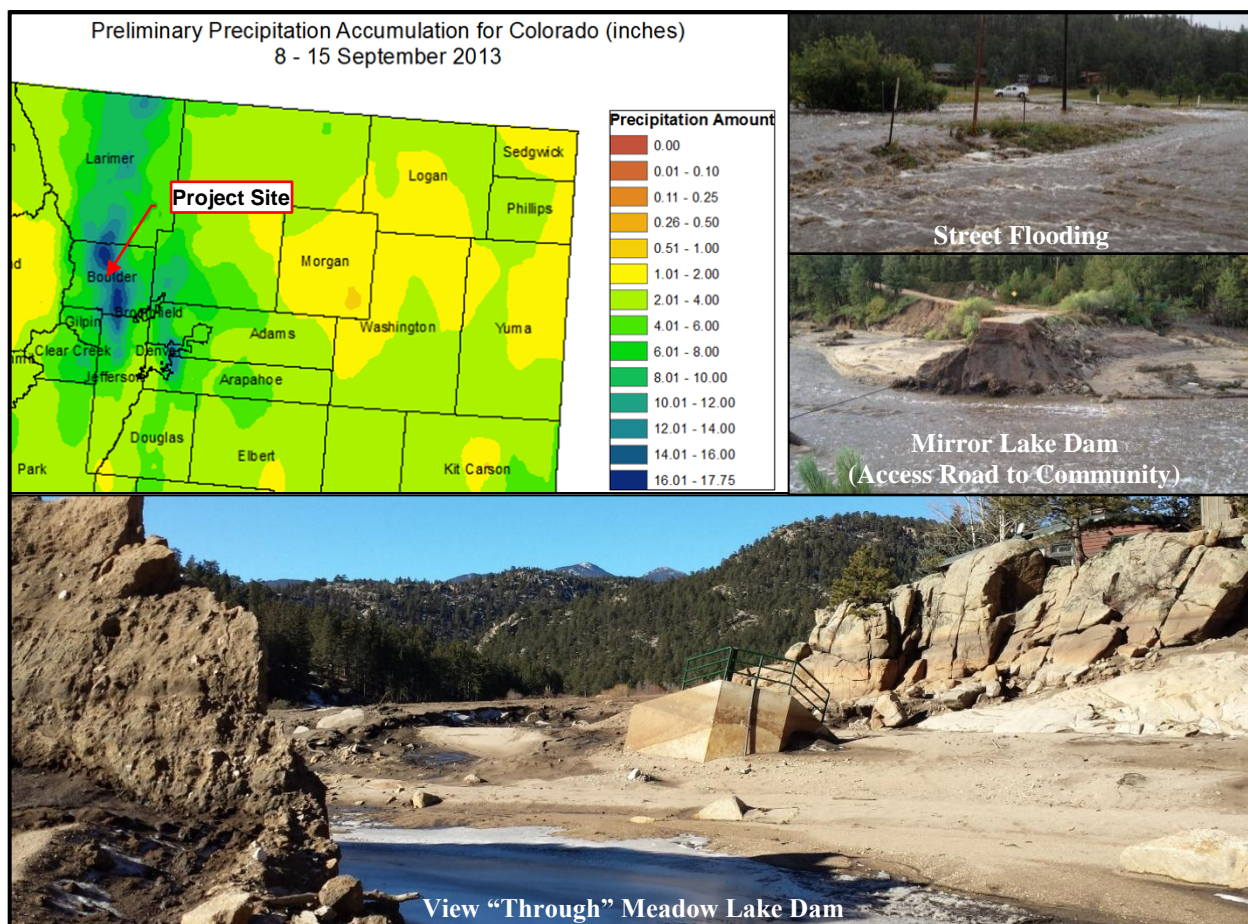 Preliminary Precipitation Accumulation for Colorado (inches)
8 - 15 September 2013
Precipitation Amount
0.00
0.01 - 0.10
0.11 - 0.25
0.26 - 0.50
0.51 - 1.00
1.01 - 2.00
2.01 - 4.00
4.01 - 6.00
6.01 - 8.00
8.01 - 10.00
10.01 - 12.00
12.01 - 14.00
14.01 - 16.00
16.01 - 17.75
Larimer
Project Site
Logan
Sedgwick
Phillips
Morgan
Boulder
Broomfield
Gilpin
Adams
Washington
Yuma
Clear Creek
Denver
Jefferson
Arapahoe
Douglas
Elbert
Park
Kit Carson
Street Flooding
Mirror Lake Dam
(Access Road to Community)
View “Through” Meadow Lake Dam